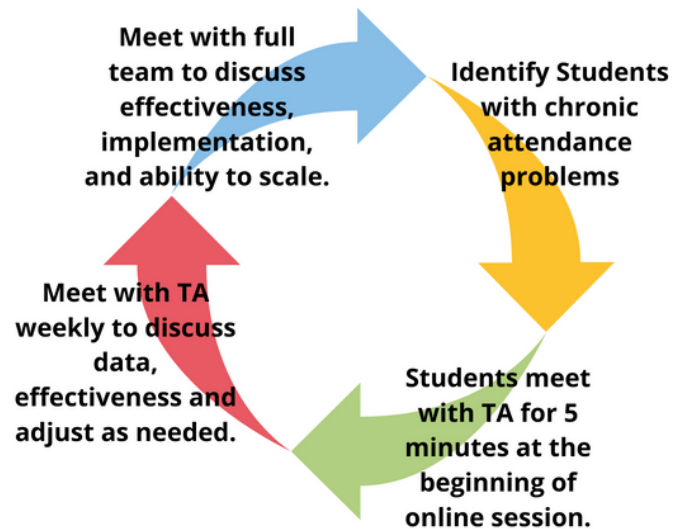 Meet with full
team to discuss
effectiveness,
implementation,
and ability to scale.
Identify Students
with chronic
attendance
problems
Students meet
with TA for 5
minutes at the
beginning of
online session.
Meet with TA
weekly to discuss
data,
effectiveness and
adjust as needed.